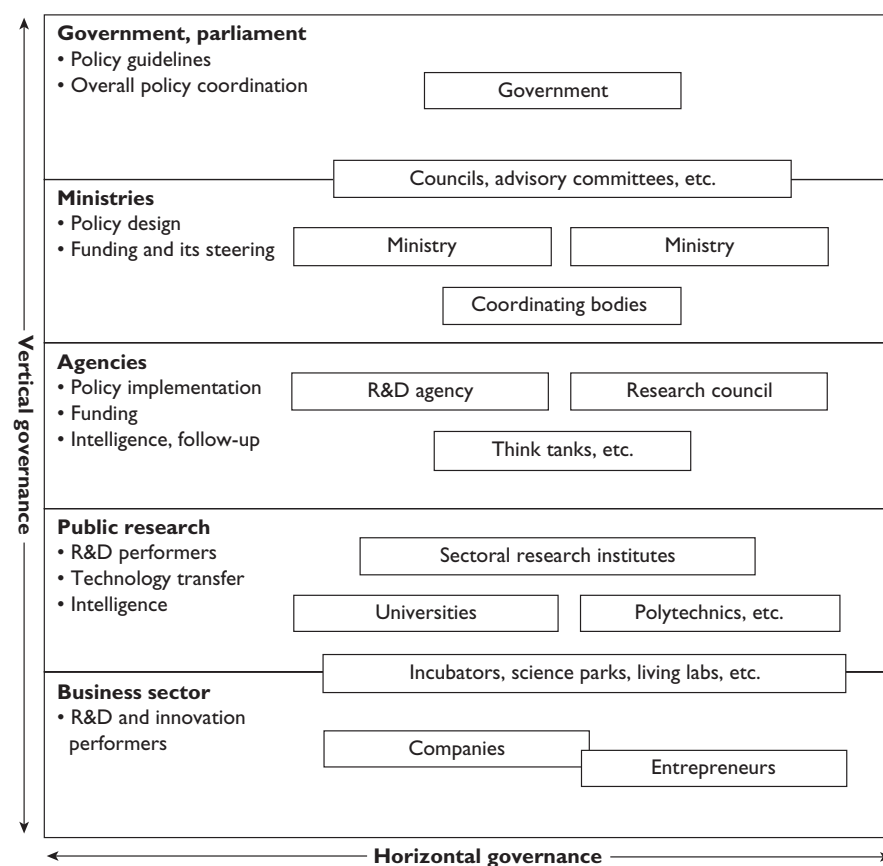 Government, parliament
• Policy guidelines
• Overall policy coordination
Government
Councils, advisory committees, etc.
Ministries
• Policy design
• Funding and its steering
Ministry
Ministry
Coordinating bodies
Agencies
• Policy implementation
• Funding
• Intelligence, follow-up
R&D agency
Research council
Think tanks, etc.
Public research
• R&D performers
• Technology transfer
• Intelligence
Sectoral research institutes
Universities
Polytechnics, etc.
Incubators, science parks, living labs, etc.
Business sector
• R&D and innovation
performers
Companies
Entrepreneurs
Vertical governance
Horizontal governance